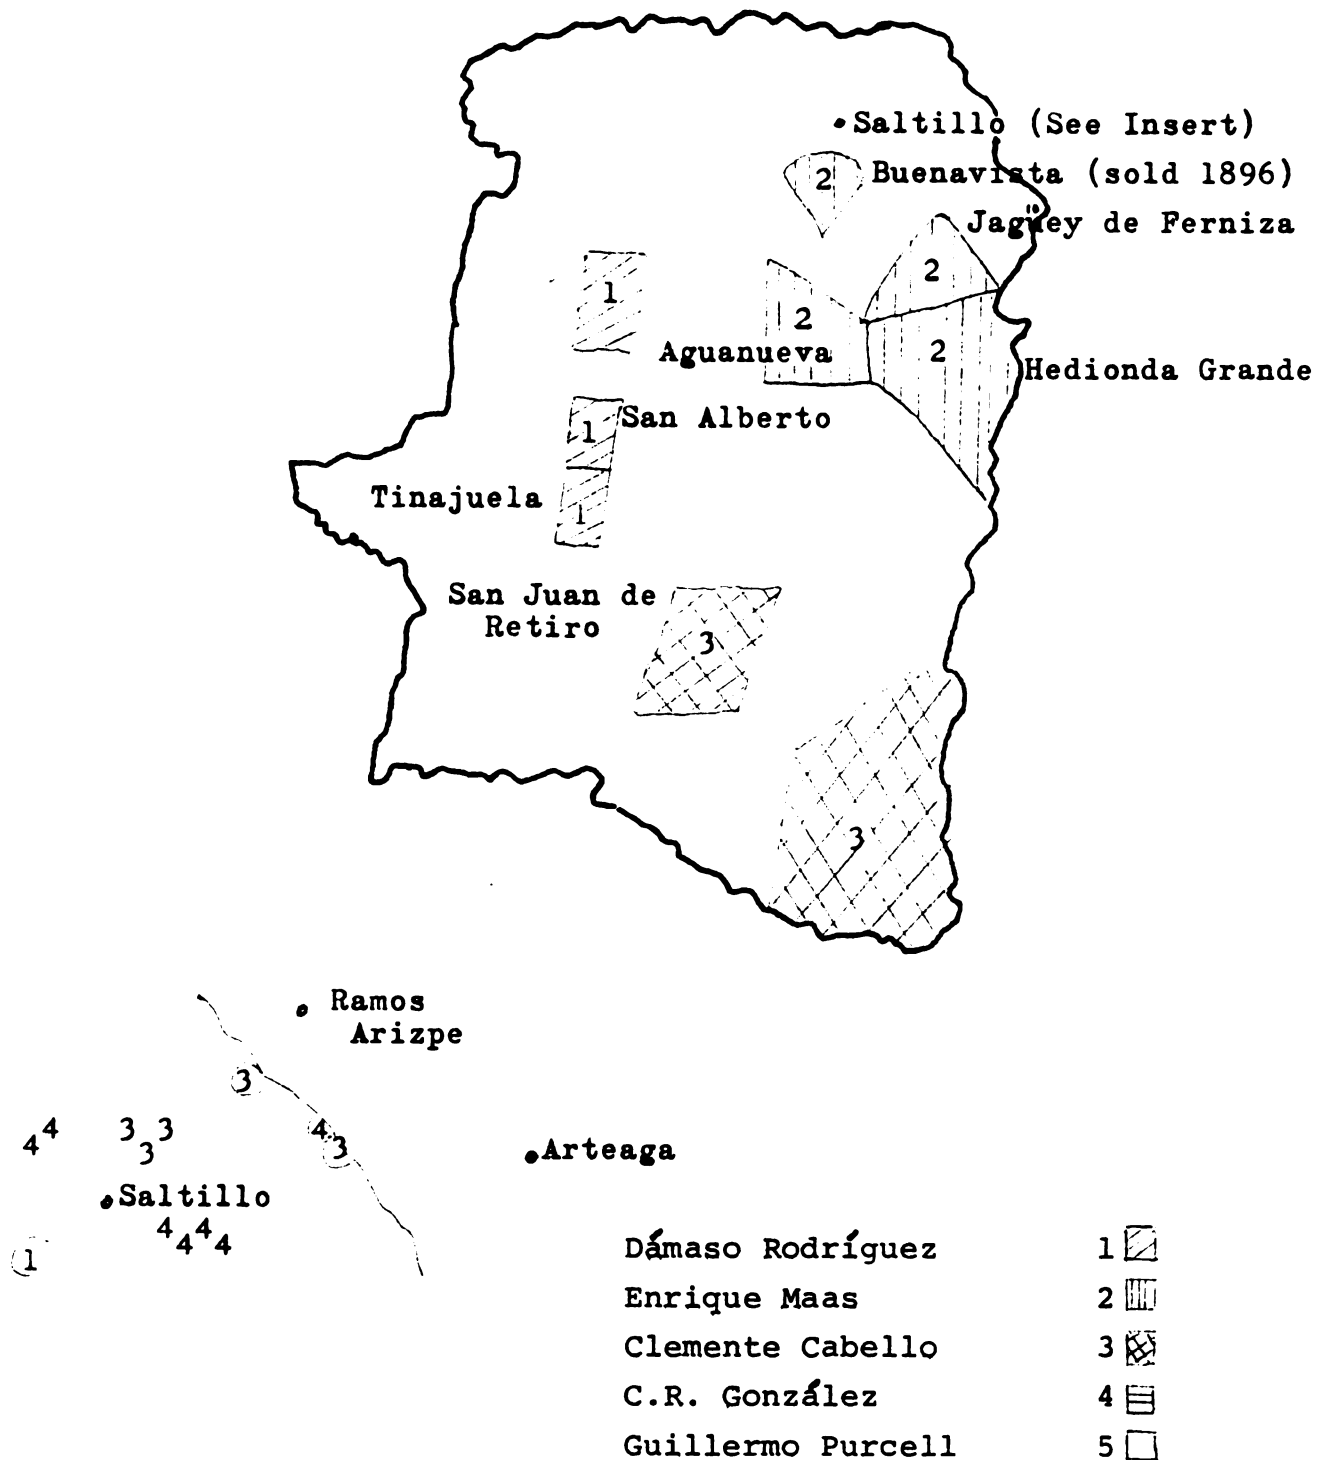 Saltillo (See Insert)
2 Buenavista (sold 1896)
Jagüey de Ferniza
2
1
2
Aguanueva
2
Hedionda Grande
San Alberto
1
Tinajuela
1
San Juan de
Retiro
3
3
Ramos
Arizpe
3
4 4
3 3
3
4
3
Arteaga
Saltillo
4 4
4 4
1
Dámaso Rodríguez 1
Enrique Maas 2
Clemente Cabello 3
C.R. González 4
Guillermo Purcell 5